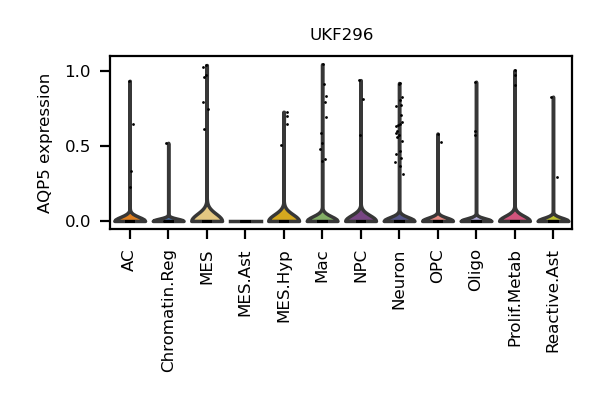 UKF296
AQP5 expression
1.0
0.5
0.0
AC
Chromatin.Reg
MES
MES.Ast
MES.Hyp
Mac
NPC
Neuron
OPC
Oligo
Prolif.Metab
Reactive.Ast